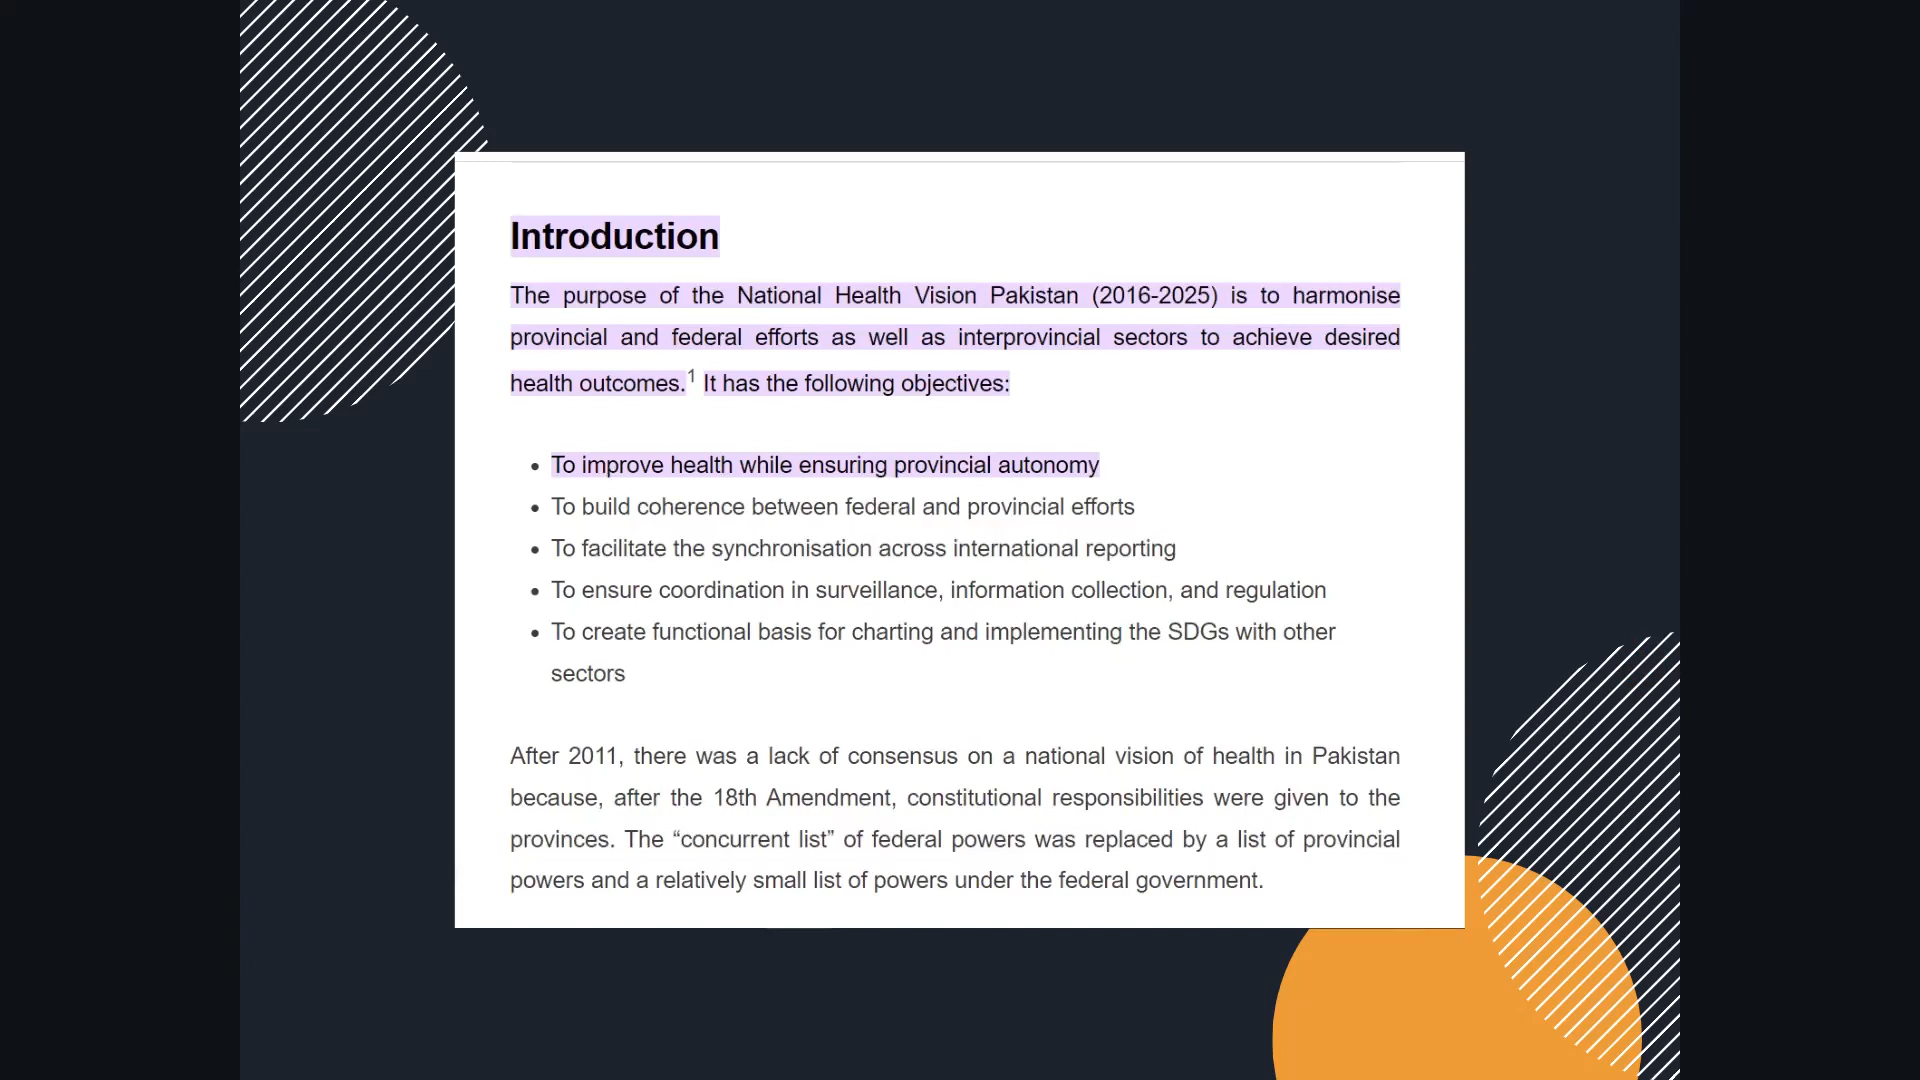 Introduction
The purpose of the National Health Vision Pakistan (2016-2025) is to harmonise
provincial and federal efforts as well as interprovincial sectors to achieve desired
health outcomes.1 It has the following objectives:
• To improve health while ensuring provincial autonomy
• To build coherence between federal and provincial efforts
• To facilitate the synchronisation across international reporting
• To ensure coordination in surveillance, information collection, and regulation
• To create functional basis for charting and implementing the SDGs with other
sectors
After 2011, there was a lack of consensus on a national vision of health in Pakistan
because, after the 18th Amendment, constitutional responsibilities were given to the
provinces. The “concurrent list” of federal powers was replaced by a list of provincial
powers and a relatively small list of powers under the federal government.